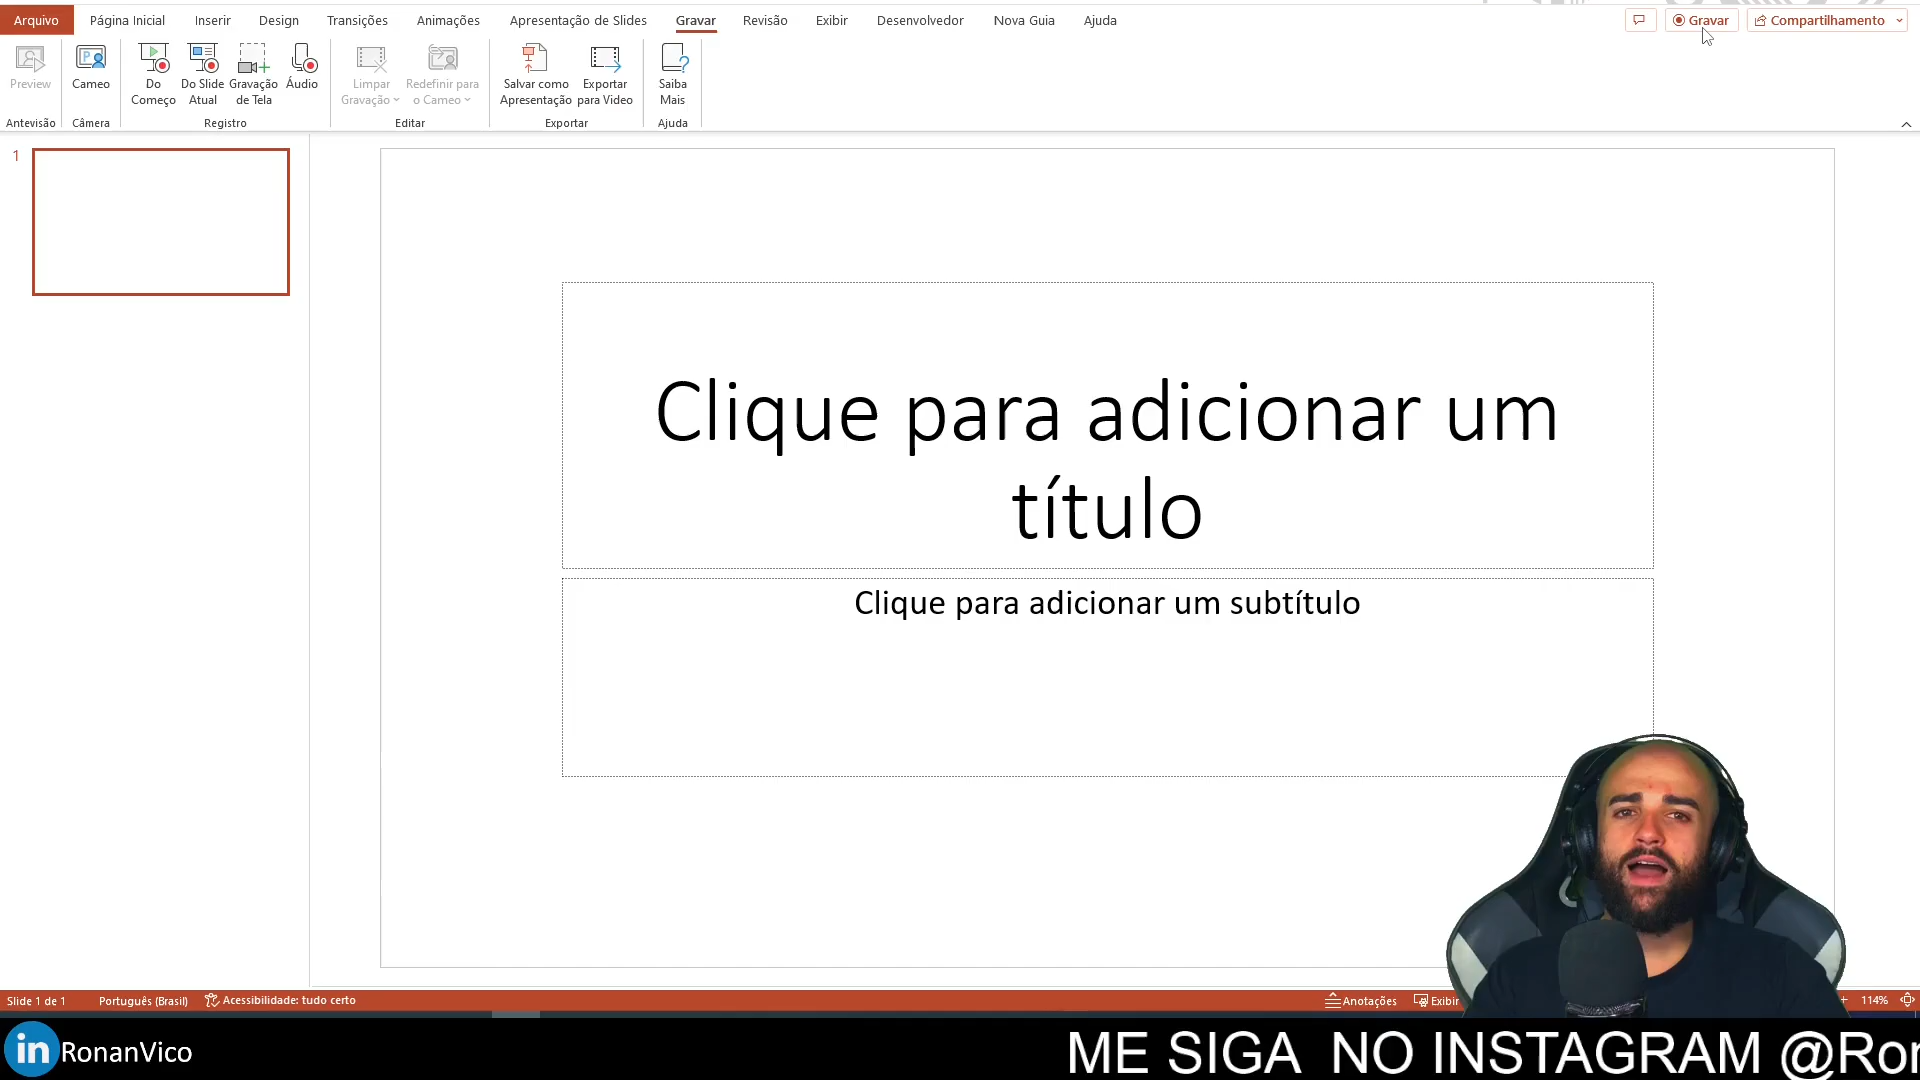 Arquivo Página Inicial Inserir Design Transições Animações Apresentação de Slides Gravar Revisão Exibir Desenvolvedor Nova Guia Ajuda Gravar Compartilhamento
Preview
Cameo
Do
Começo
Do Slide
Atual
Gravação
de Tela
Áudio
Limpar
Gravação
Redefinir para
o Cameo
Salvar como
Apresentação
Exportar
para Video
Saiba
Mais
Antevisão Câmera Registro Editar Exportar Ajuda
1
Clique para adicionar um
título
Clique para adicionar um subtítulo
Slide 1 de 1 Português (Brasil) Acessibilidade: tudo certo Anotações Exibir 114%
in RonanVico
ME SIGA NO INSTAGRAM @Ror